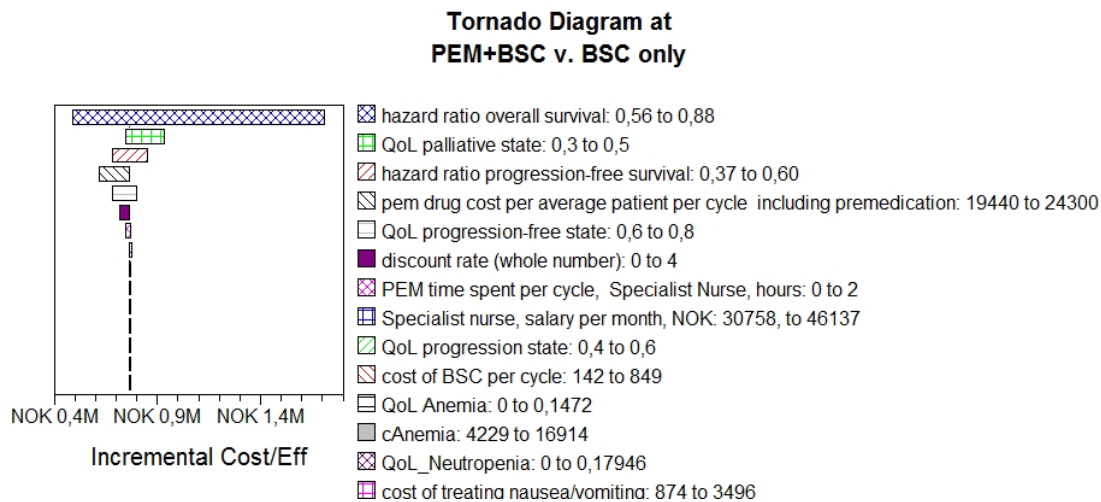 Tornado Diagram at
PEM+BSC v. BSC only
hazard ratio overall survival: 0,56 to 0,88
QoL palliative state: 0,3 to 0,5
hazard ratio progression-free survival: 0,37 to 0,60
pem drug cost per average patient per cycle  including premedication: 19440 to 24300
QoL progression-free state: 0,6 to 0,8
discount rate (whole number): 0 to 4
PEM time spent per cycle,  Specialist Nurse, hours: 0 to 2
Specialist nurse, salary per month, NOK: 30758, to 46137
QoL progression state: 0,4 to 0,6
cost of BSC per cycle: 142 to 849
QoL Anemia: 0 to 0,1472
cAnemia: 4229 to 16914
QoL_Neutropenia: 0 to 0,17946
cost of treating nausea/vomiting: 874 to 3496
NOK 0,4M NOK 0,9M NOK 1,4M
Incremental Cost/Eff